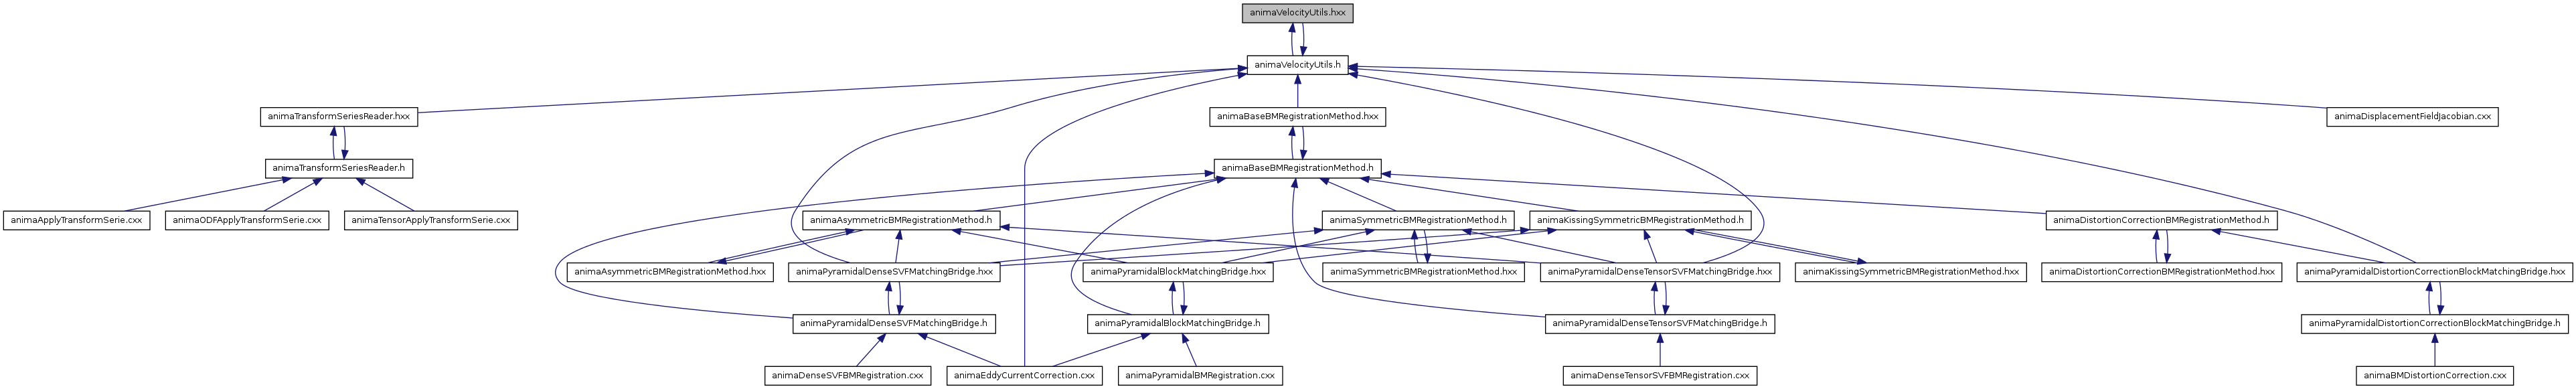 animaVelocityUtils.hxx
animaVelocityUtils.h
animaTransformSeriesReader.hxx
animaBaseBMRegistrationMethod.hxx
animaDisplacementFieldJacobian.cxx
animaTransformSeriesReader.h
animaBaseBMRegistrationMethod.h
animaApplyTransformSerie.cxx
animaODFApplyTransformSerie.cxx
animaTensorApplyTransformSerie.cxx
animaAsymmetricBMRegistrationMethod.h
animaSymmetricBMRegistrationMethod.h
animaKissingSymmetricBMRegistrationMethod.h
animaDistortionCorrectionBMRegistrationMethod.h
animaAsymmetricBMRegistrationMethod.hxx
animaPyramidalDenseSVFMatchingBridge.hxx
animaPyramidalBlockMatchingBridge.hxx
animaSymmetricBMRegistrationMethod.hxx
animaPyramidalDenseTensorSVFMatchingBridge.hxx
animaKissingSymmetricBMRegistrationMethod.hxx
animaDistortionCorrectionBMRegistrationMethod.hxx
animaPyramidalDistortionCorrectionBlockMatchingBridge.hxx
animaPyramidalDenseSVFMatchingBridge.h
animaPyramidalBlockMatchingBridge.h
animaPyramidalDenseTensorSVFMatchingBridge.h
animaPyramidalDistortionCorrectionBlockMatchingBridge.h
animaDenseSVFBMRegistration.cxx
animaEddyCurrentCorrection.cxx
animaPyramidalBMRegistration.cxx
animaDenseTensorSVFBMRegistration.cxx
animaBMDistortionCorrection.cxx